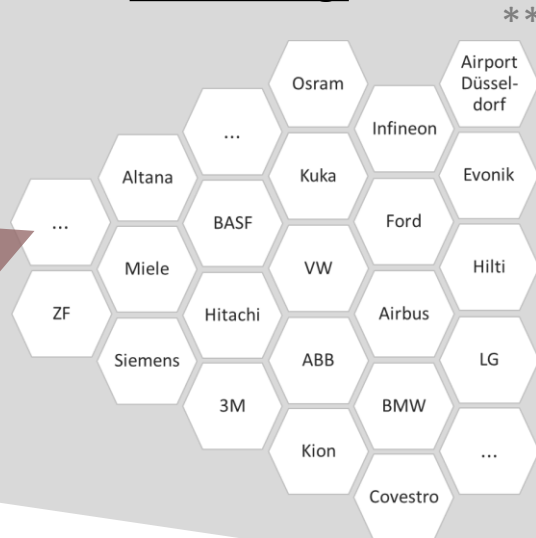 **
Osram
Airport
Düssel-
dorf
...
Infineon
Altana
Kuka
Evonik
...
BASF
Ford
Miele
VW
Hilti
ZF
Hitachi
Airbus
Siemens
ABB
LG
3M
BMW
Kion
...
Covestro